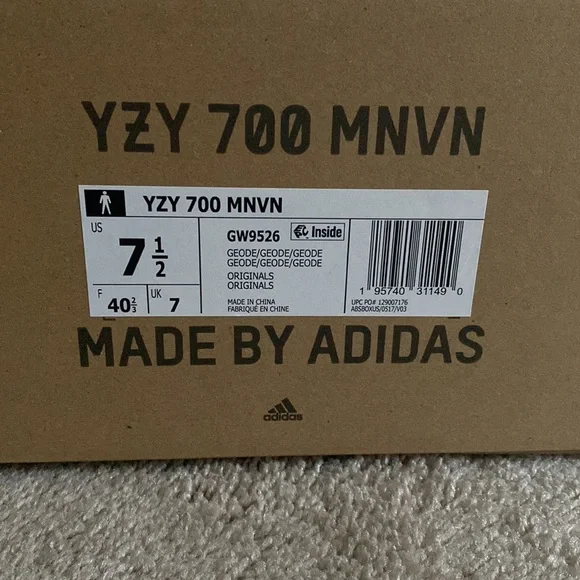 YZY 700 MNVN
YZY 700 MNVN
US
7 1/2
F
40 2/3
UK
7
GW9526
Inside
GEODE/GEODE/GEODE
GEODE/GEODE/GEODE
ORIGINALS
ORIGINALS
MADE IN CHINA
FABRIQUÉ EN CHINE
1 95740 31149 0
UPC PO# 129007176
ABSBOXUS/0517/V03
MADE BY ADIDAS
adidas